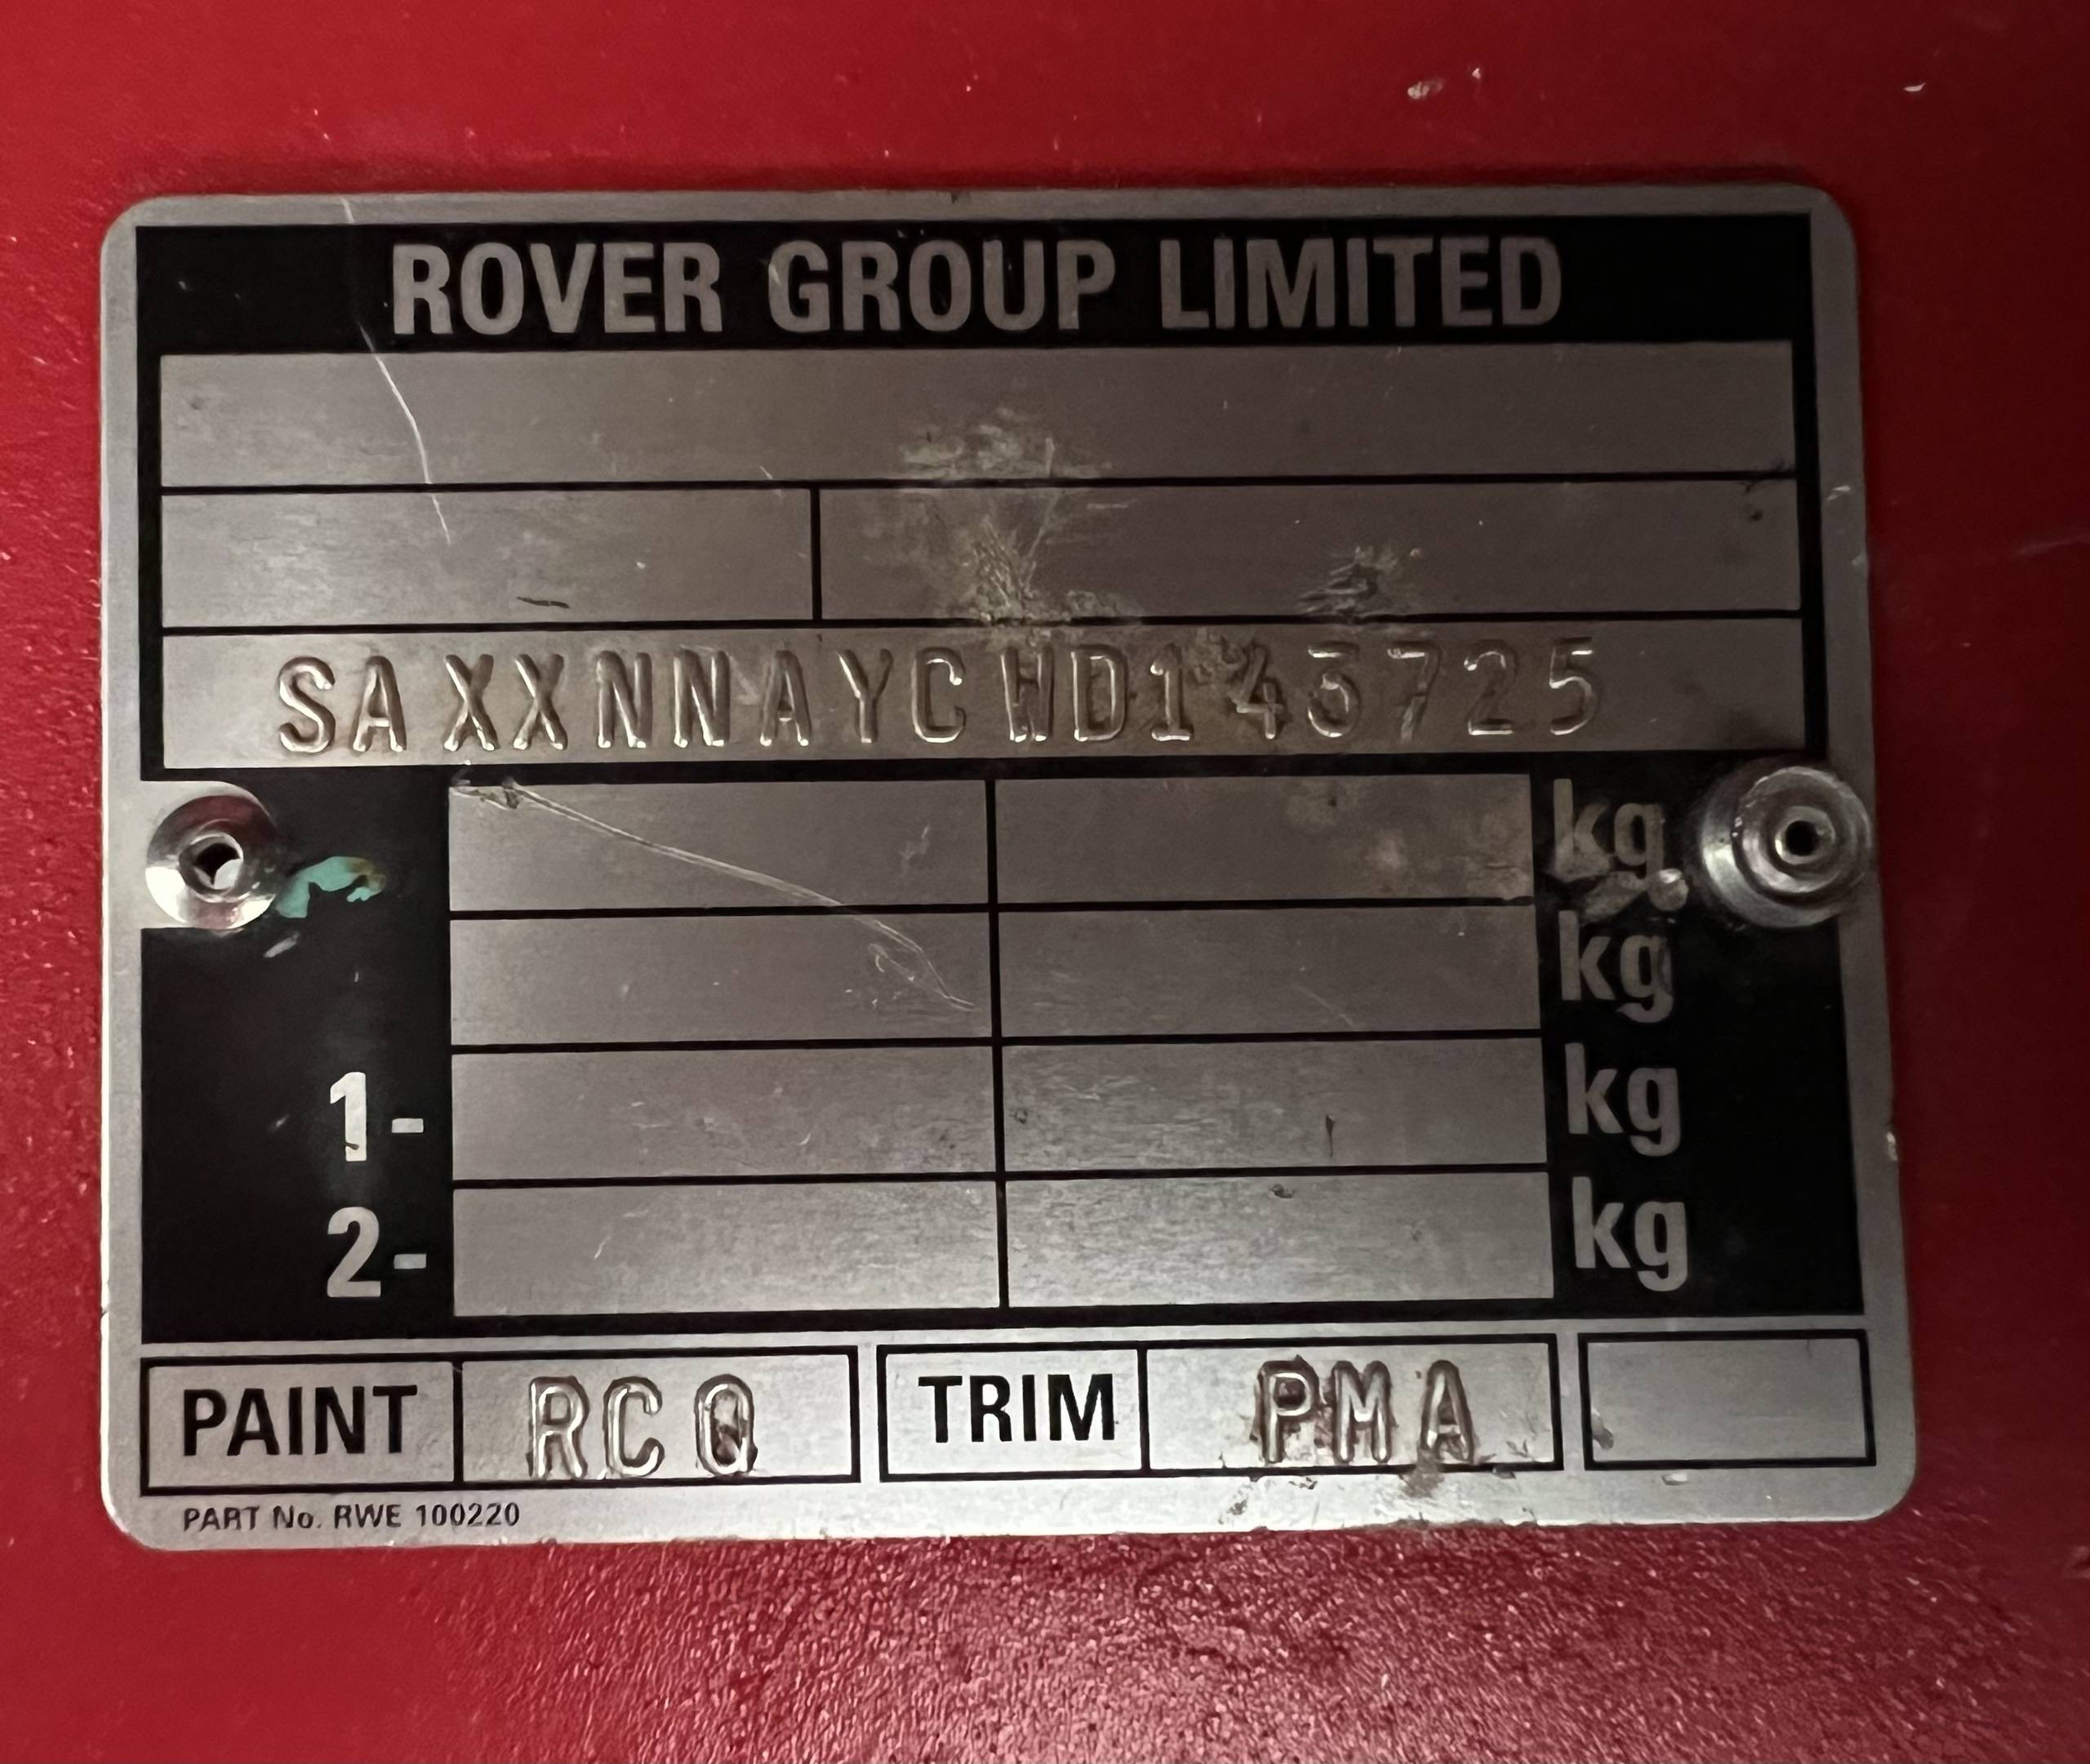 ROVER GROUP LIMITED
SAXXNNAYCWD143725
kg
kg
1- kg
2- kg
PAINT RCQ TRIM PMA
PART No. RWE 100220